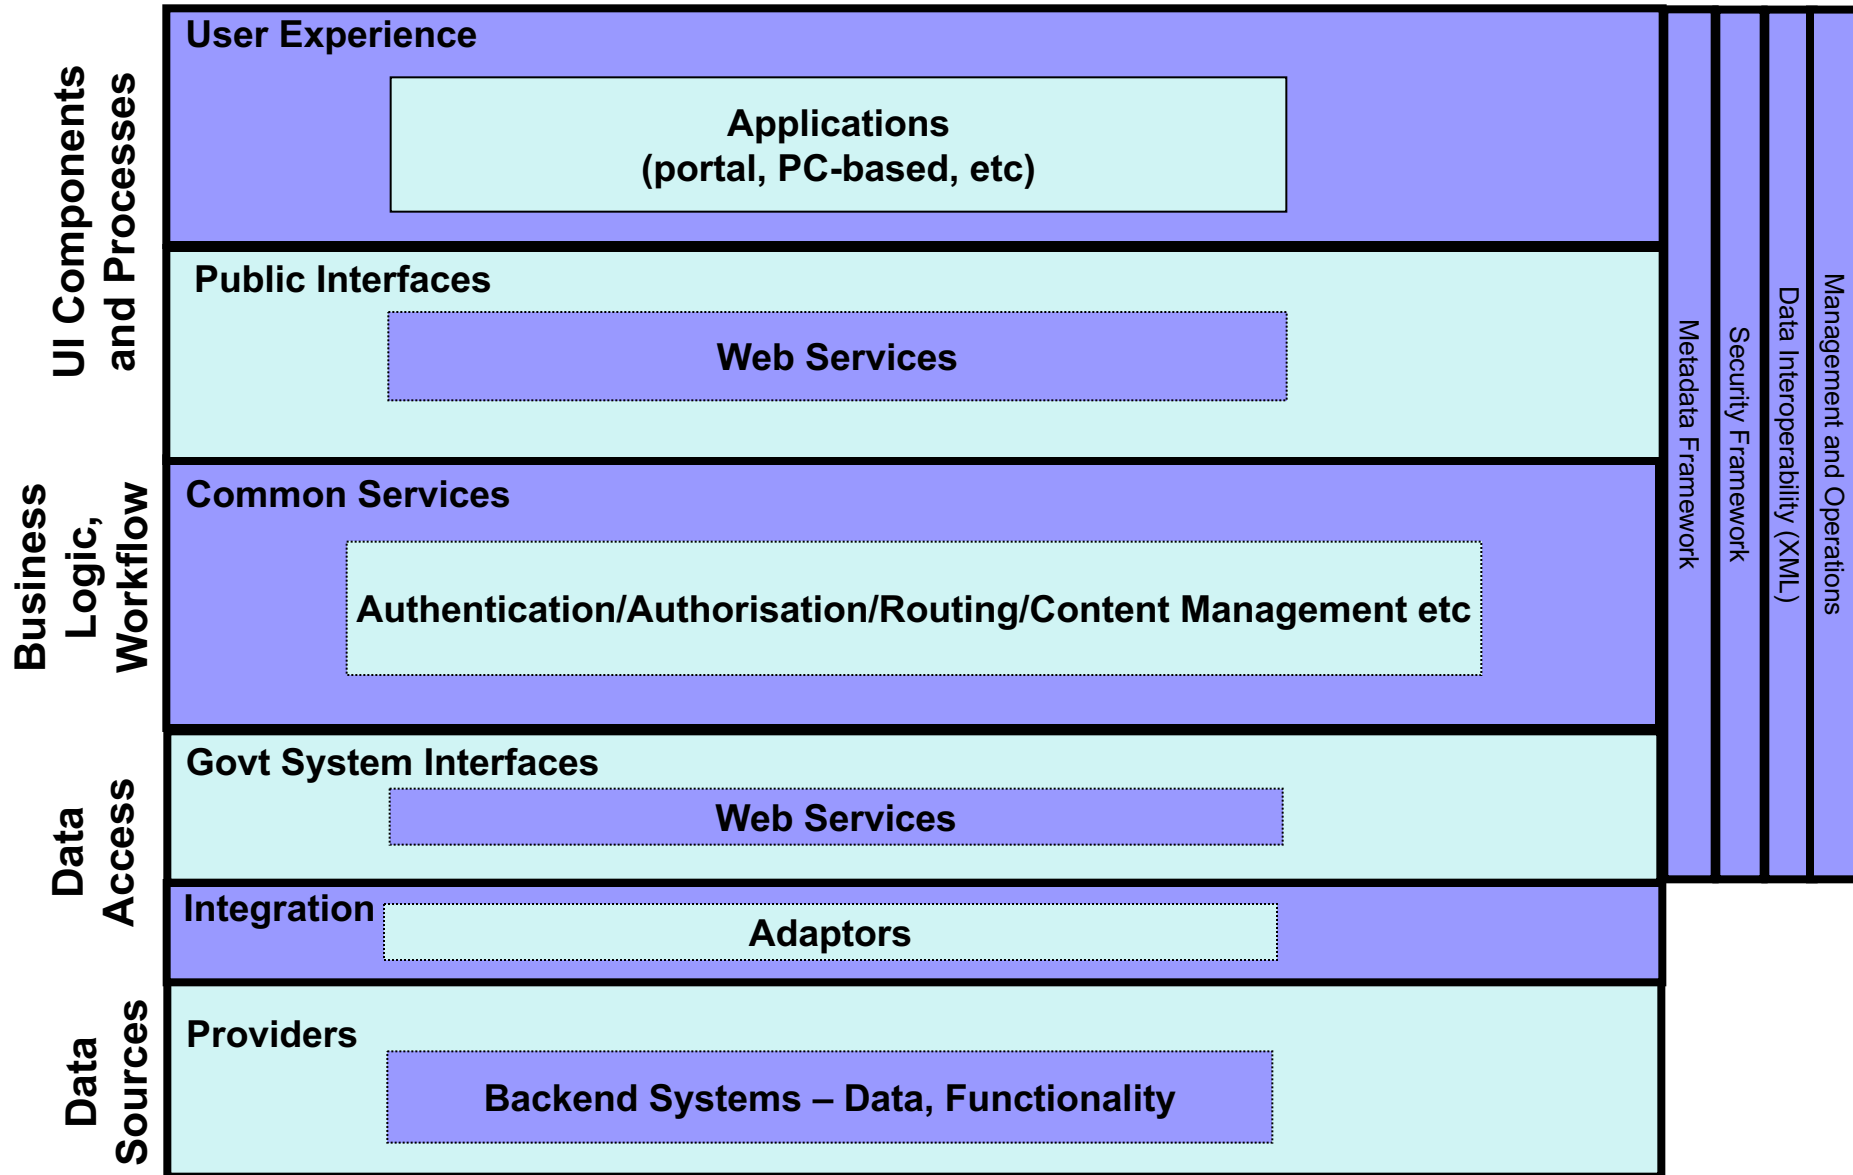 UI Components
and Processes
User Experience
Applications
(portal, PC-based, etc)
Public Interfaces
Web Services
Business
Logic,
Workflow
Common Services
Authentication/Authorisation/Routing/Content Management etc
Data
Access
Govt System Interfaces
Web Services
Integration
Adaptors
Data
Sources
Providers
Backend Systems – Data, Functionality
Metadata Framework
Security Framework
Data Interoperability (XML)
Management and Operations